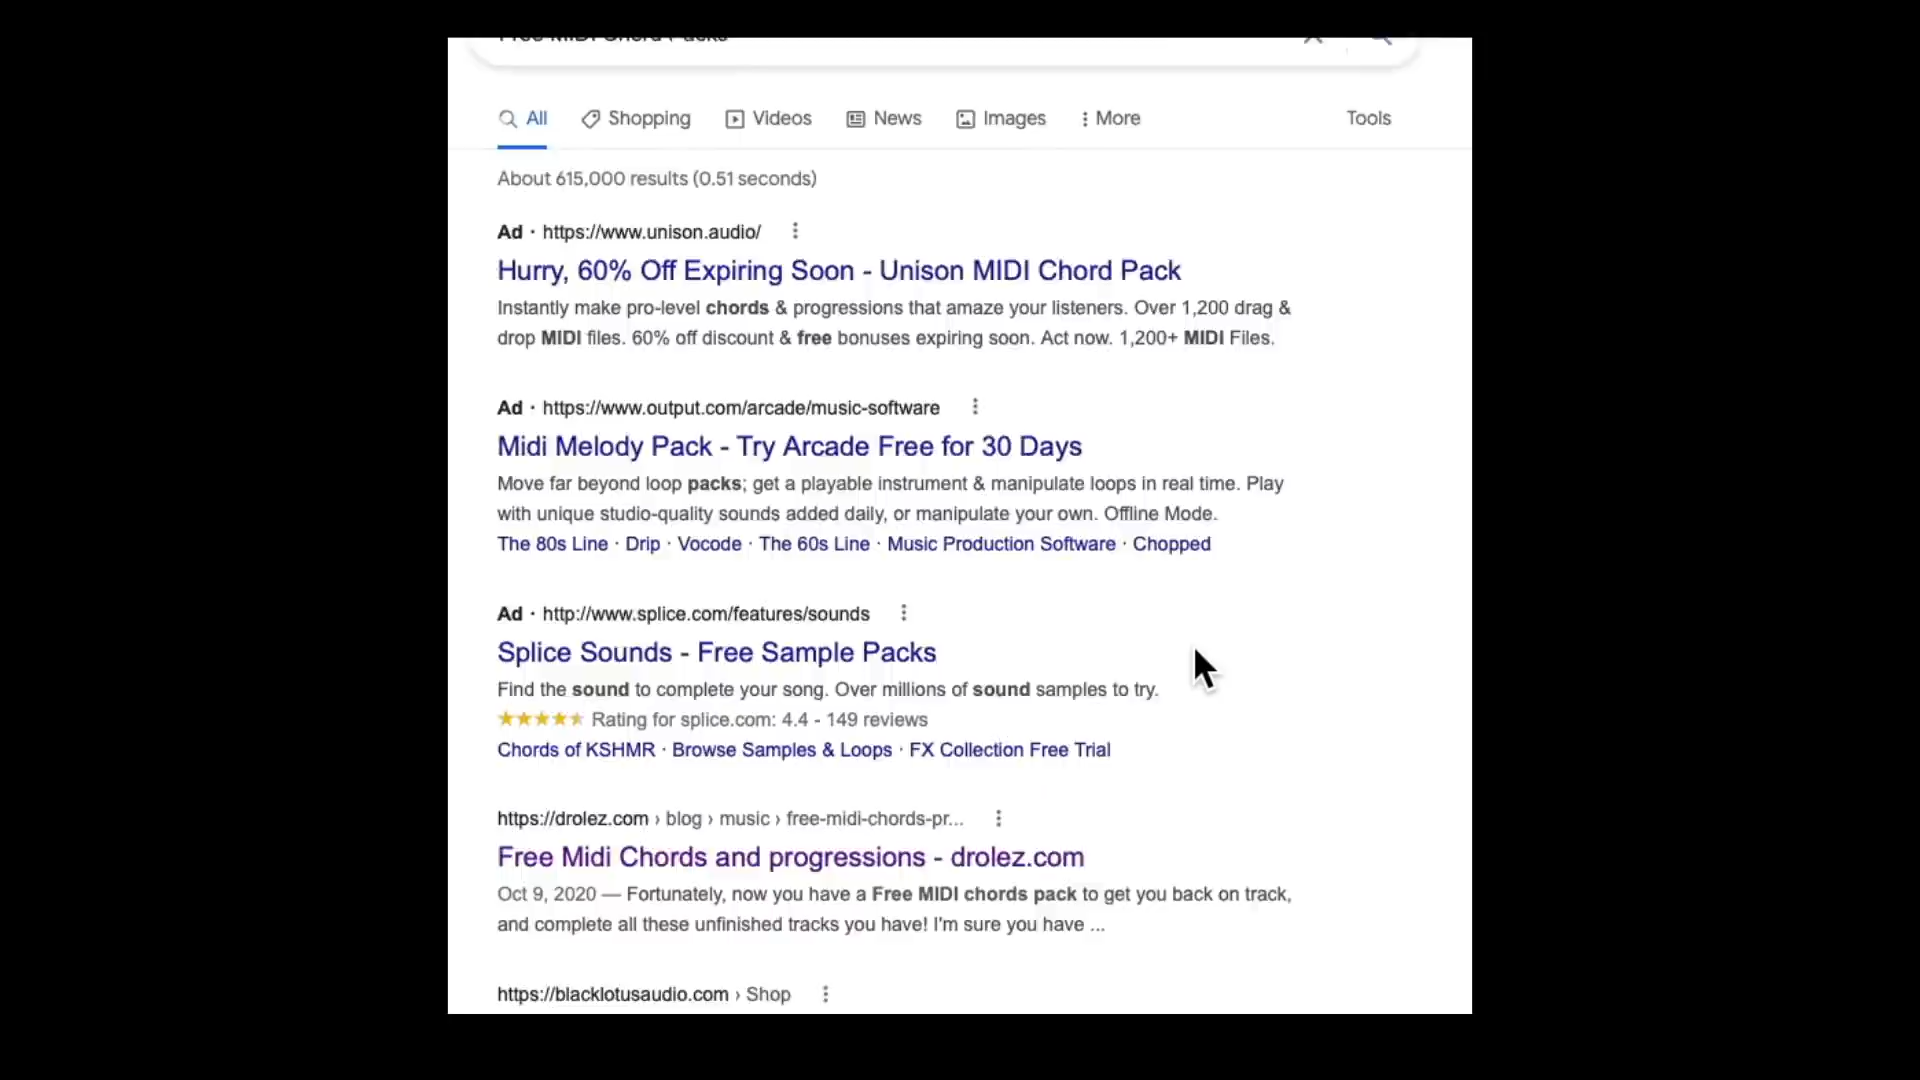 Free MIDI Chord Packs
All Shopping Videos News Images More Tools
About 615,000 results (0.51 seconds)
Ad · https://www.unison.audio/
Hurry, 60% Off Expiring Soon - Unison MIDI Chord Pack
Instantly make pro-level chords & progressions that amaze your listeners. Over 1,200 drag &
drop MIDI files. 60% off discount & free bonuses expiring soon. Act now. 1,200+ MIDI Files.
Ad · https://www.output.com/arcade/music-software
Midi Melody Pack - Try Arcade Free for 30 Days
Move far beyond loop packs; get a playable instrument & manipulate loops in real time. Play
with unique studio-quality sounds added daily, or manipulate your own. Offline Mode.
The 80s Line · Drip · Vocode · The 60s Line · Music Production Software · Chopped
Ad · http://www.splice.com/features/sounds
Splice Sounds - Free Sample Packs
Find the sound to complete your song. Over millions of sound samples to try.
Rating for splice.com: 4.4 - 149 reviews
Chords of KSHMR · Browse Samples & Loops · FX Collection Free Trial
https://drolez.com › blog › music › free-midi-chords-pr...
Free Midi Chords and progressions - drolez.com
Oct 9, 2020 — Fortunately, now you have a Free MIDI chords pack to get you back on track,
and complete all these unfinished tracks you have! I'm sure you have ...
https://blacklotusaudio.com › Shop